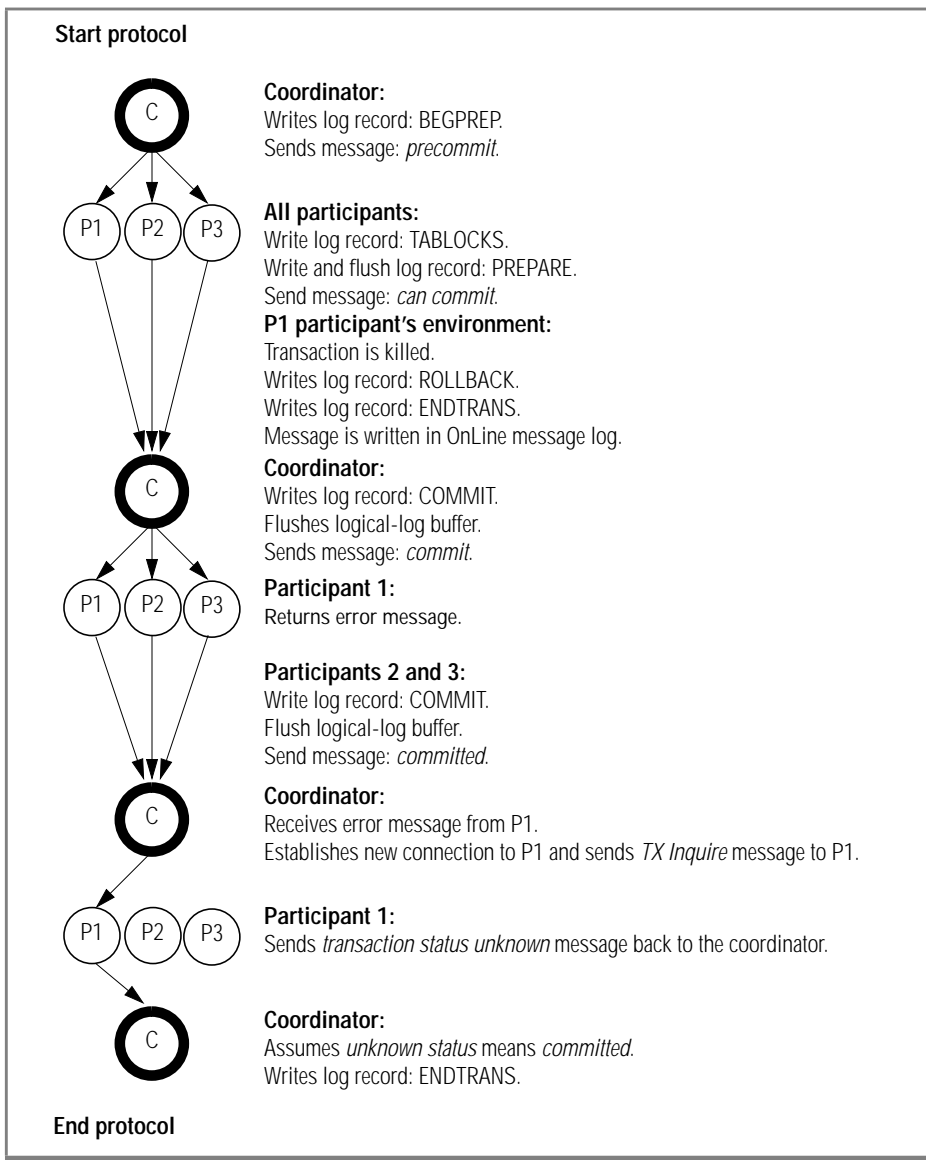 Start protocol
C
Coordinator:
Writes log record: BEGPREP.
Sends message: precommit.
P1 P2 P3
All participants:
Write log record: TABLOCKS.
Write and flush log record: PREPARE.
Send message: can commit.
P1 participant's environment:
Transaction is killed.
Writes log record: ROLLBACK.
Writes log record: ENDTRANS.
Message is written in OnLine message log.
C
Coordinator:
Writes log record: COMMIT.
Flushes logical-log buffer.
Sends message: commit.
P1 P2 P3
Participant 1:
Returns error message.
Participants 2 and 3:
Write log record: COMMIT.
Flush logical-log buffer.
Send message: committed.
C
Coordinator:
Receives error message from P1.
Establishes new connection to P1 and sends TX Inquire message to P1.
P1 P2 P3
Participant 1:
Sends transaction status unknown message back to the coordinator.
C
Coordinator:
Assumes unknown status means committed.
Writes log record: ENDTRANS.
End protocol